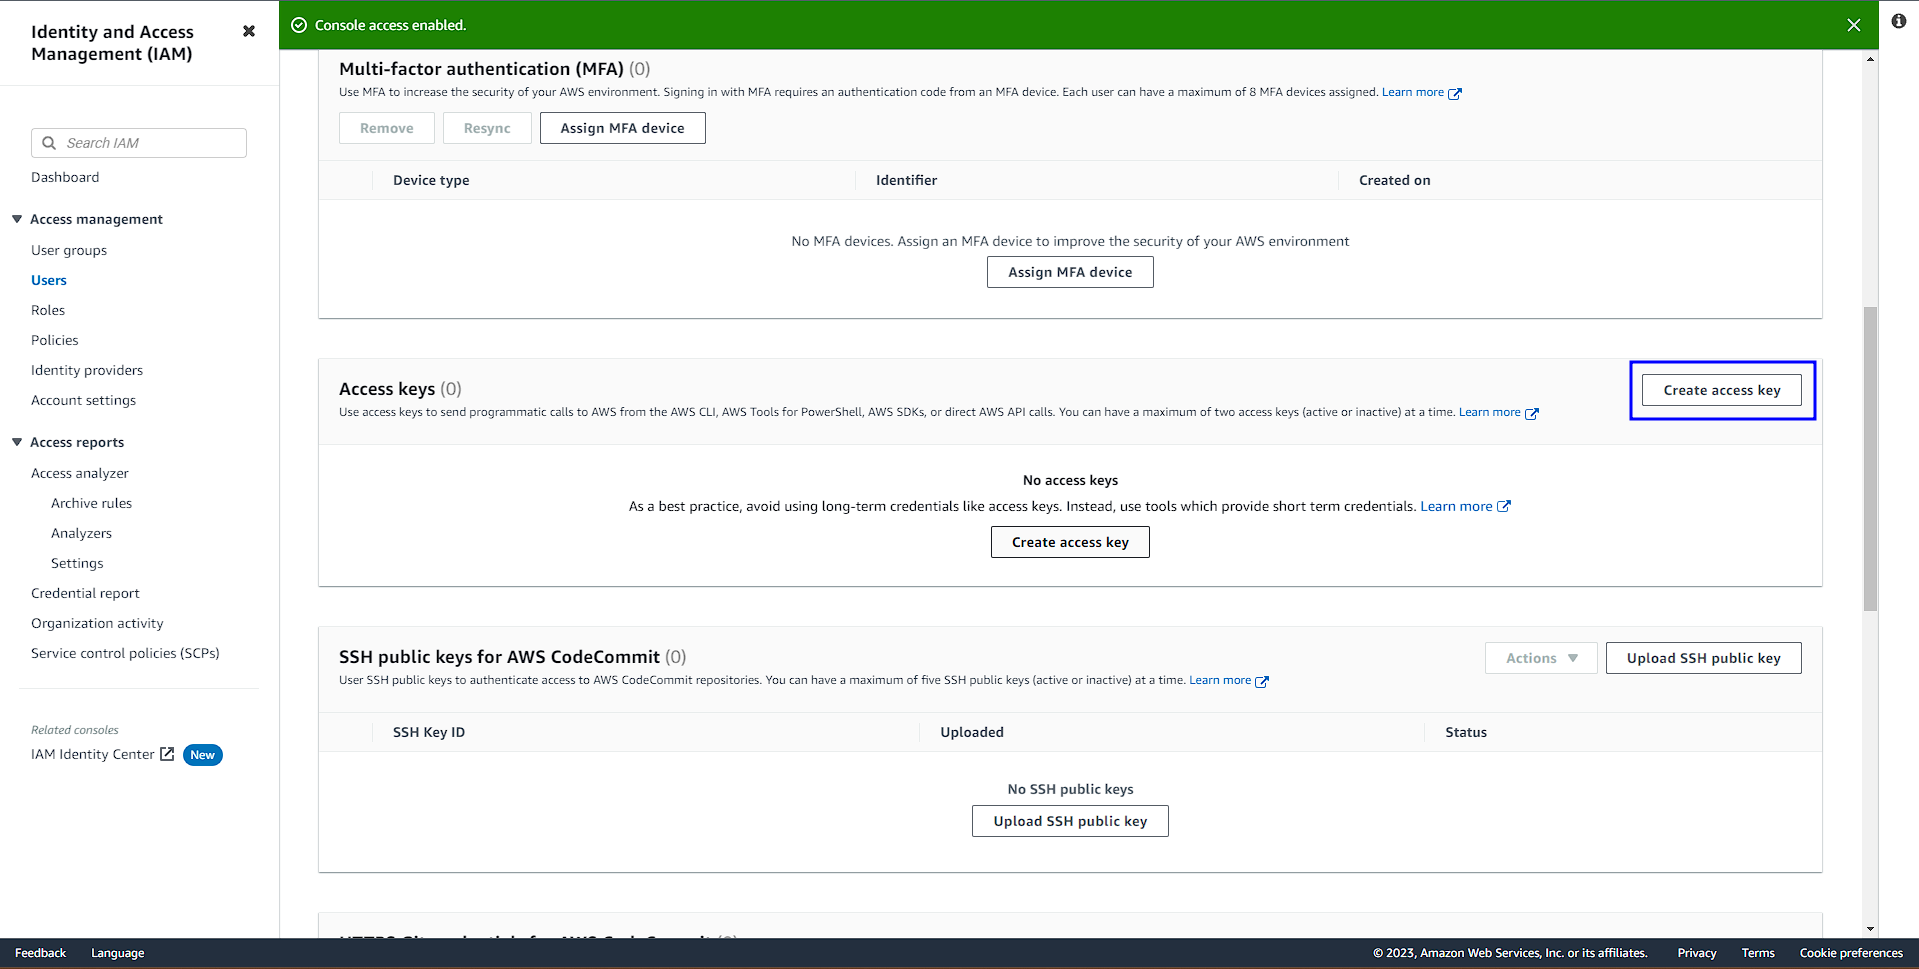 Identity and Access
Management (IAM)
Search IAM
Dashboard
Access management
User groups
Users
Roles
Policies
Identity providers
Account settings
Access reports
Access analyzer
Archive rules
Analyzers
Settings
Credential report
Organization activity
Service control policies (SCPs)
Related consoles
IAM Identity Center New
Console access enabled.
Multi-factor authentication (MFA) (0)
Use MFA to increase the security of your AWS environment. Signing in with MFA requires an authentication code from an MFA device. Each user can have a maximum of 8 MFA devices assigned. Learn more
Remove Resync Assign MFA device
Device type Identifier Created on
No MFA devices. Assign an MFA device to improve the security of your AWS environment
Assign MFA device
Access keys (0)
Create access key
Use access keys to send programmatic calls to AWS from the AWS CLI, AWS Tools for PowerShell, AWS SDKs, or direct AWS API calls. You can have a maximum of two access keys (active or inactive) at a time. Learn more
No access keys
As a best practice, avoid using long-term credentials like access keys. Instead, use tools which provide short term credentials. Learn more
Create access key
SSH public keys for AWS CodeCommit (0)
Actions Upload SSH public key
User SSH public keys to authenticate access to AWS CodeCommit repositories. You can have a maximum of five SSH public keys (active or inactive) at a time. Learn more
SSH Key ID Uploaded Status
No SSH public keys
Upload SSH public key
Feedback Language © 2023, Amazon Web Services, Inc. or its affiliates. Privacy Terms Cookie preferences